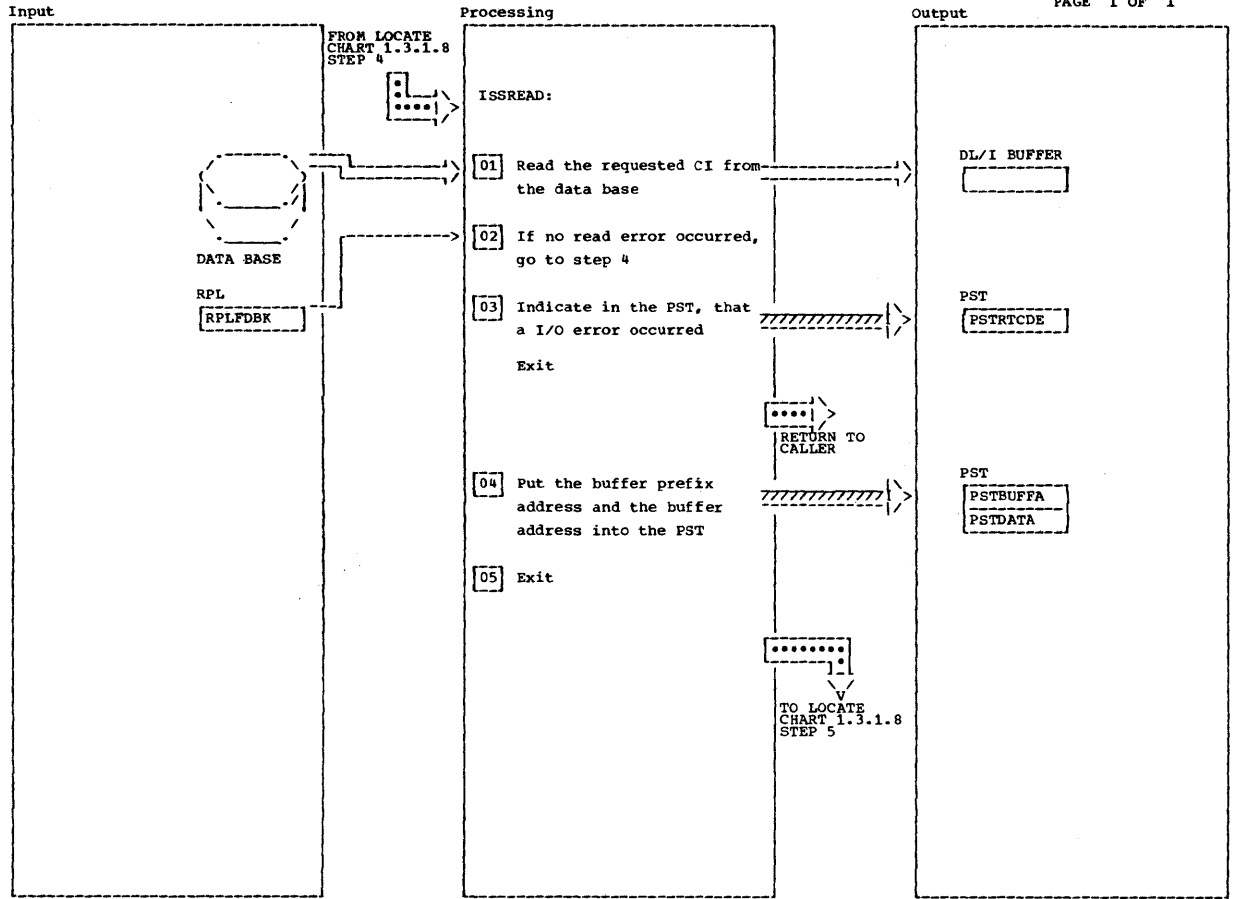 PAGE 1 OF 1
Input
Processing
Output
FROM LOCATE
CHART 1.3.1.8
STEP 4
ISSREAD:
01 Read the requested CI from
the data base
DL/I BUFFER
02 If no read error occurred,
go to step 4
DATA BASE
RPL
RPLFDBK
03 Indicate in the PST, that
a I/O error occurred
Exit
PST
PSTRTCDE
RETURN TO
CALLER
04 Put the buffer prefix
address and the buffer
address into the PST
PST
PSTBUFFA
PSTDATA
05 Exit
TO LOCATE
CHART 1.3.1.8
STEP 5